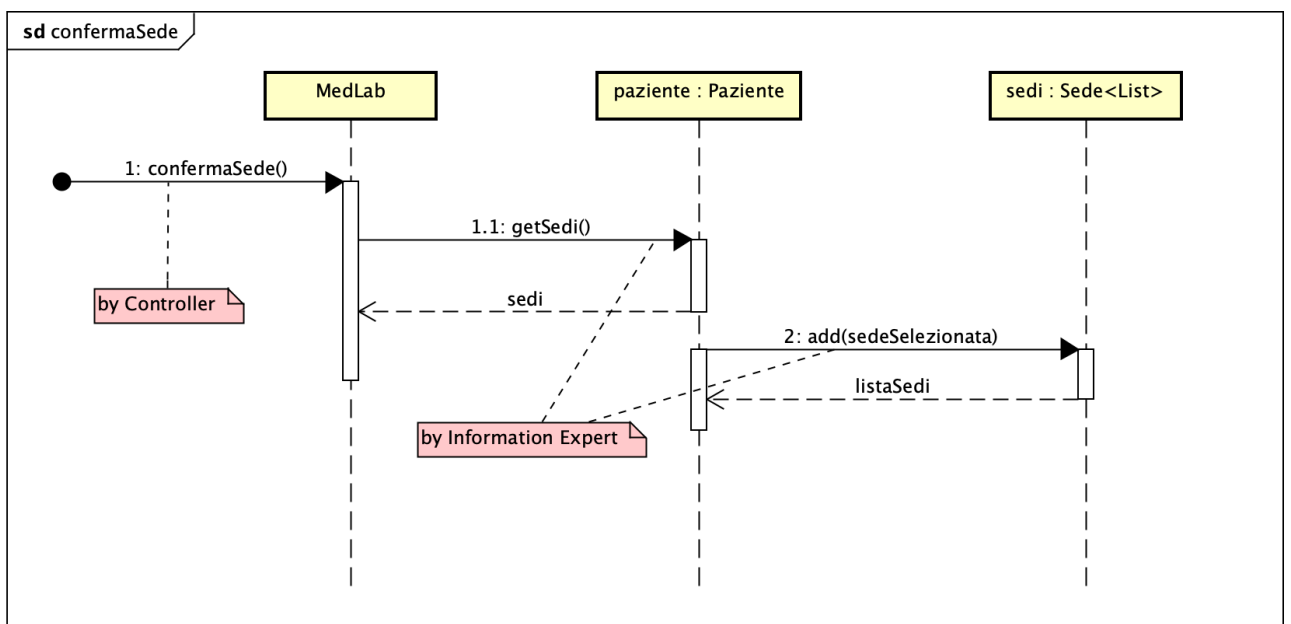 sd confermaSede
MedLab
paziente : Paziente
sedi : Sede<List>
1: confermaSede()
1.1: getSedi()
by Controller
sedi
2: add(sedeSelezionata)
listaSedi
by Information Expert